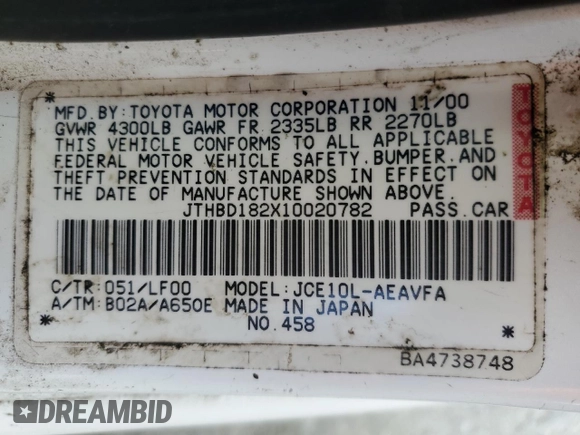 MFD.BY:TOYOTA MOTOR CORPORATION 11/00
GVWR 4300LB GAWR FR 2335LB RR 2270LB
THIS VEHICLE CONFORMS TO ALL APPLICABLE
FEDERAL MOTOR VEHICLE SAFETY,BUMPER,AND
THEFT PREVENTION STANDARDS IN EFFECT ON
THE DATE OF MANUFACTURE SHOWN ABOVE.
JTHBD182X10020782 PASS.CAR
TOYOTA
C/TR:051/LF00 MODEL:JCE10L-AEAVFA
A/TM:B02A/A650E MADE IN JAPAN
NO.458
BA4738748
DREAMBID